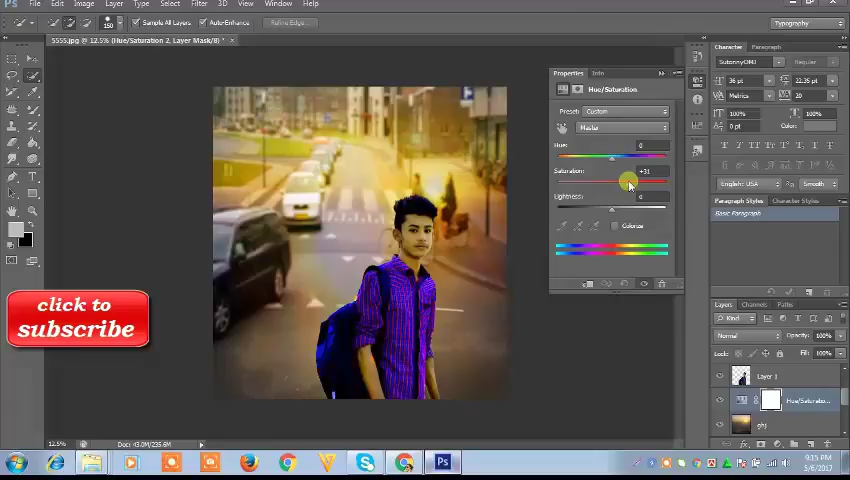 Ps
File Edit Image Layer Type Select Filter 3D View Window Help
150
Sample All Layers
Auto-Enhance
Refine Edge...
Typography
5555.jpg @ 12.5% (Hue/Saturation 2, Layer Mask/8) *
Properties
Info
Hue/Saturation
Preset:
Custom
Master
Hue:
0
Saturation:
+31
Lightness:
0
Colorize
Character
Paragraph
SutonnyOMJ
Regular
36 pt
22.35 pt
Metrics
20
100%
100%
0 pt
Color:
English: USA
Smooth
Paragraph Styles
Character Styles
Basic Paragraph
Layers
Channels
Paths
Kind
Normal
Opacity:
100%
Lock:
Fill:
100%
Layer 1
Hue/Saturatio...
ghj
click to
subscribe
12.5%
Doc: 43.0M/235.6M
9:15 PM
5/6/2017